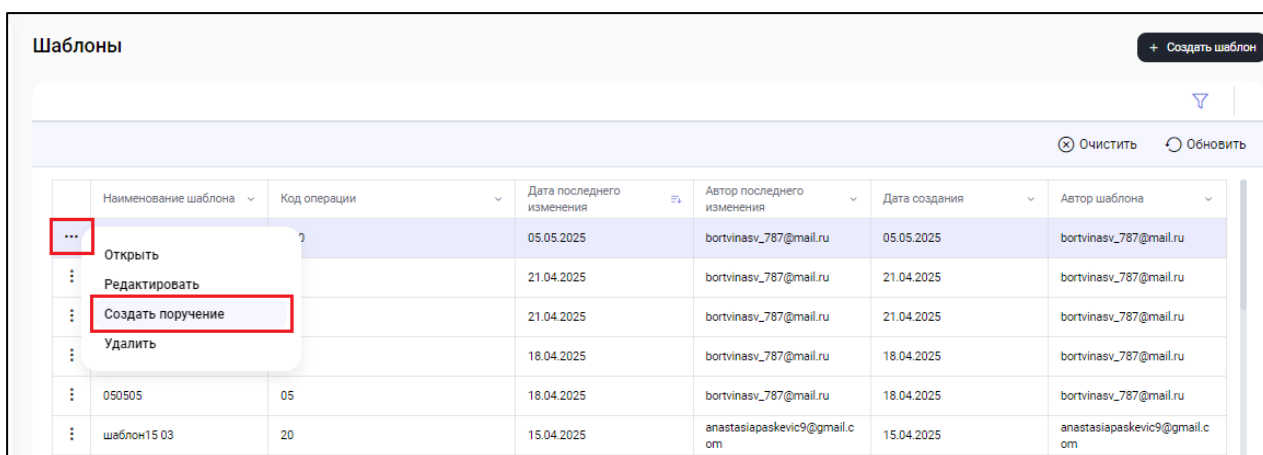 Шаблоны
+ Создать шаблон
Очистить Обновить
Наименование шаблона Код операции Дата последнего изменения Автор последнего изменения Дата создания Автор шаблона
05.05.2025 bortvinasv_787@mail.ru 05.05.2025 bortvinasv_787@mail.ru
Открыть
21.04.2025 bortvinasv_787@mail.ru 21.04.2025 bortvinasv_787@mail.ru
Редактировать
Создать поручение
21.04.2025 bortvinasv_787@mail.ru 21.04.2025 bortvinasv_787@mail.ru
Удалить
18.04.2025 bortvinasv_787@mail.ru 18.04.2025 bortvinasv_787@mail.ru
050505 05 18.04.2025 bortvinasv_787@mail.ru 18.04.2025 bortvinasv_787@mail.ru
шаблон15 03 20 15.04.2025 anastasiapaskevic9@gmail.com 15.04.2025 anastasiapaskevic9@gmail.com